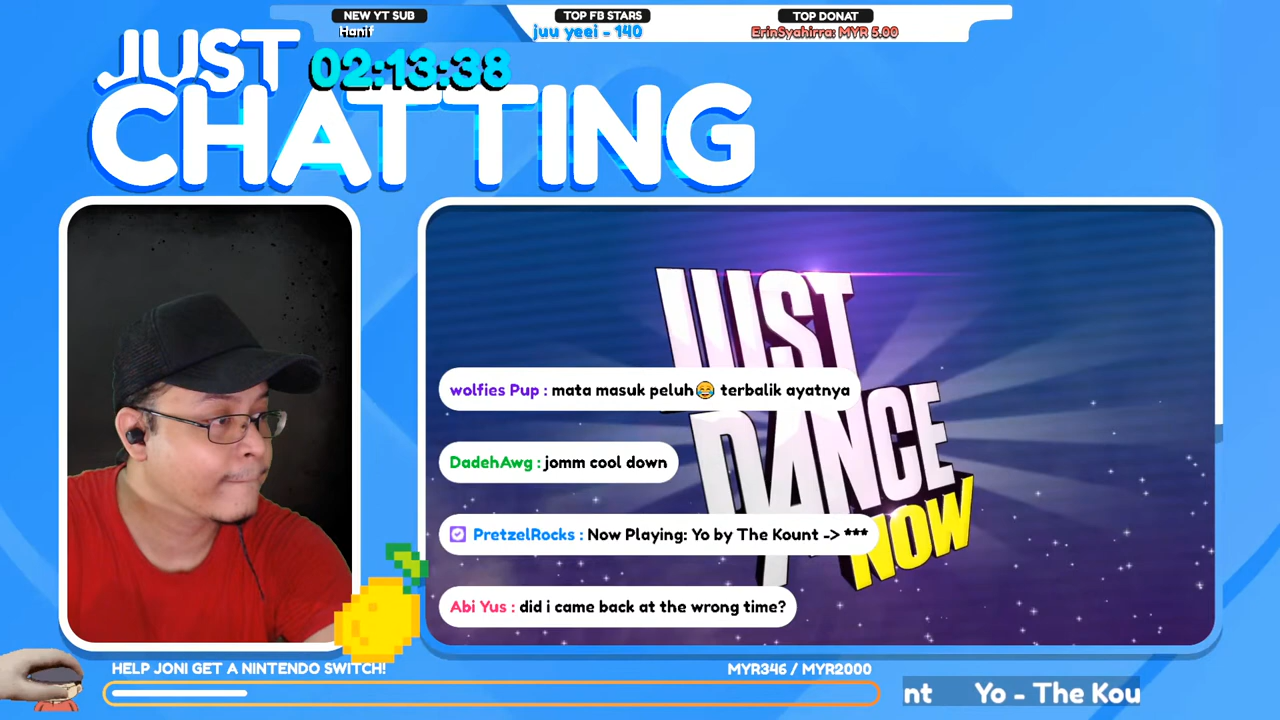 NEW YT SUB
Hanif
TOP FB STARS
juu yeei - 140
TOP DONAT
ErinSyahirra: MYR 5.00
JUST
02:13:38
CHATTING
JUST
DANCE
NOW
wolfies Pup : mata masuk peluh😂 terbalik ayatnya
DadehAwg : jomm cool down
PretzelRocks : Now Playing: Yo by The Kount -> ***
Abi Yus : did i came back at the wrong time?
HELP JONI GET A NINTENDO SWITCH!
MYR346 / MYR2000
nt Yo - The Kou